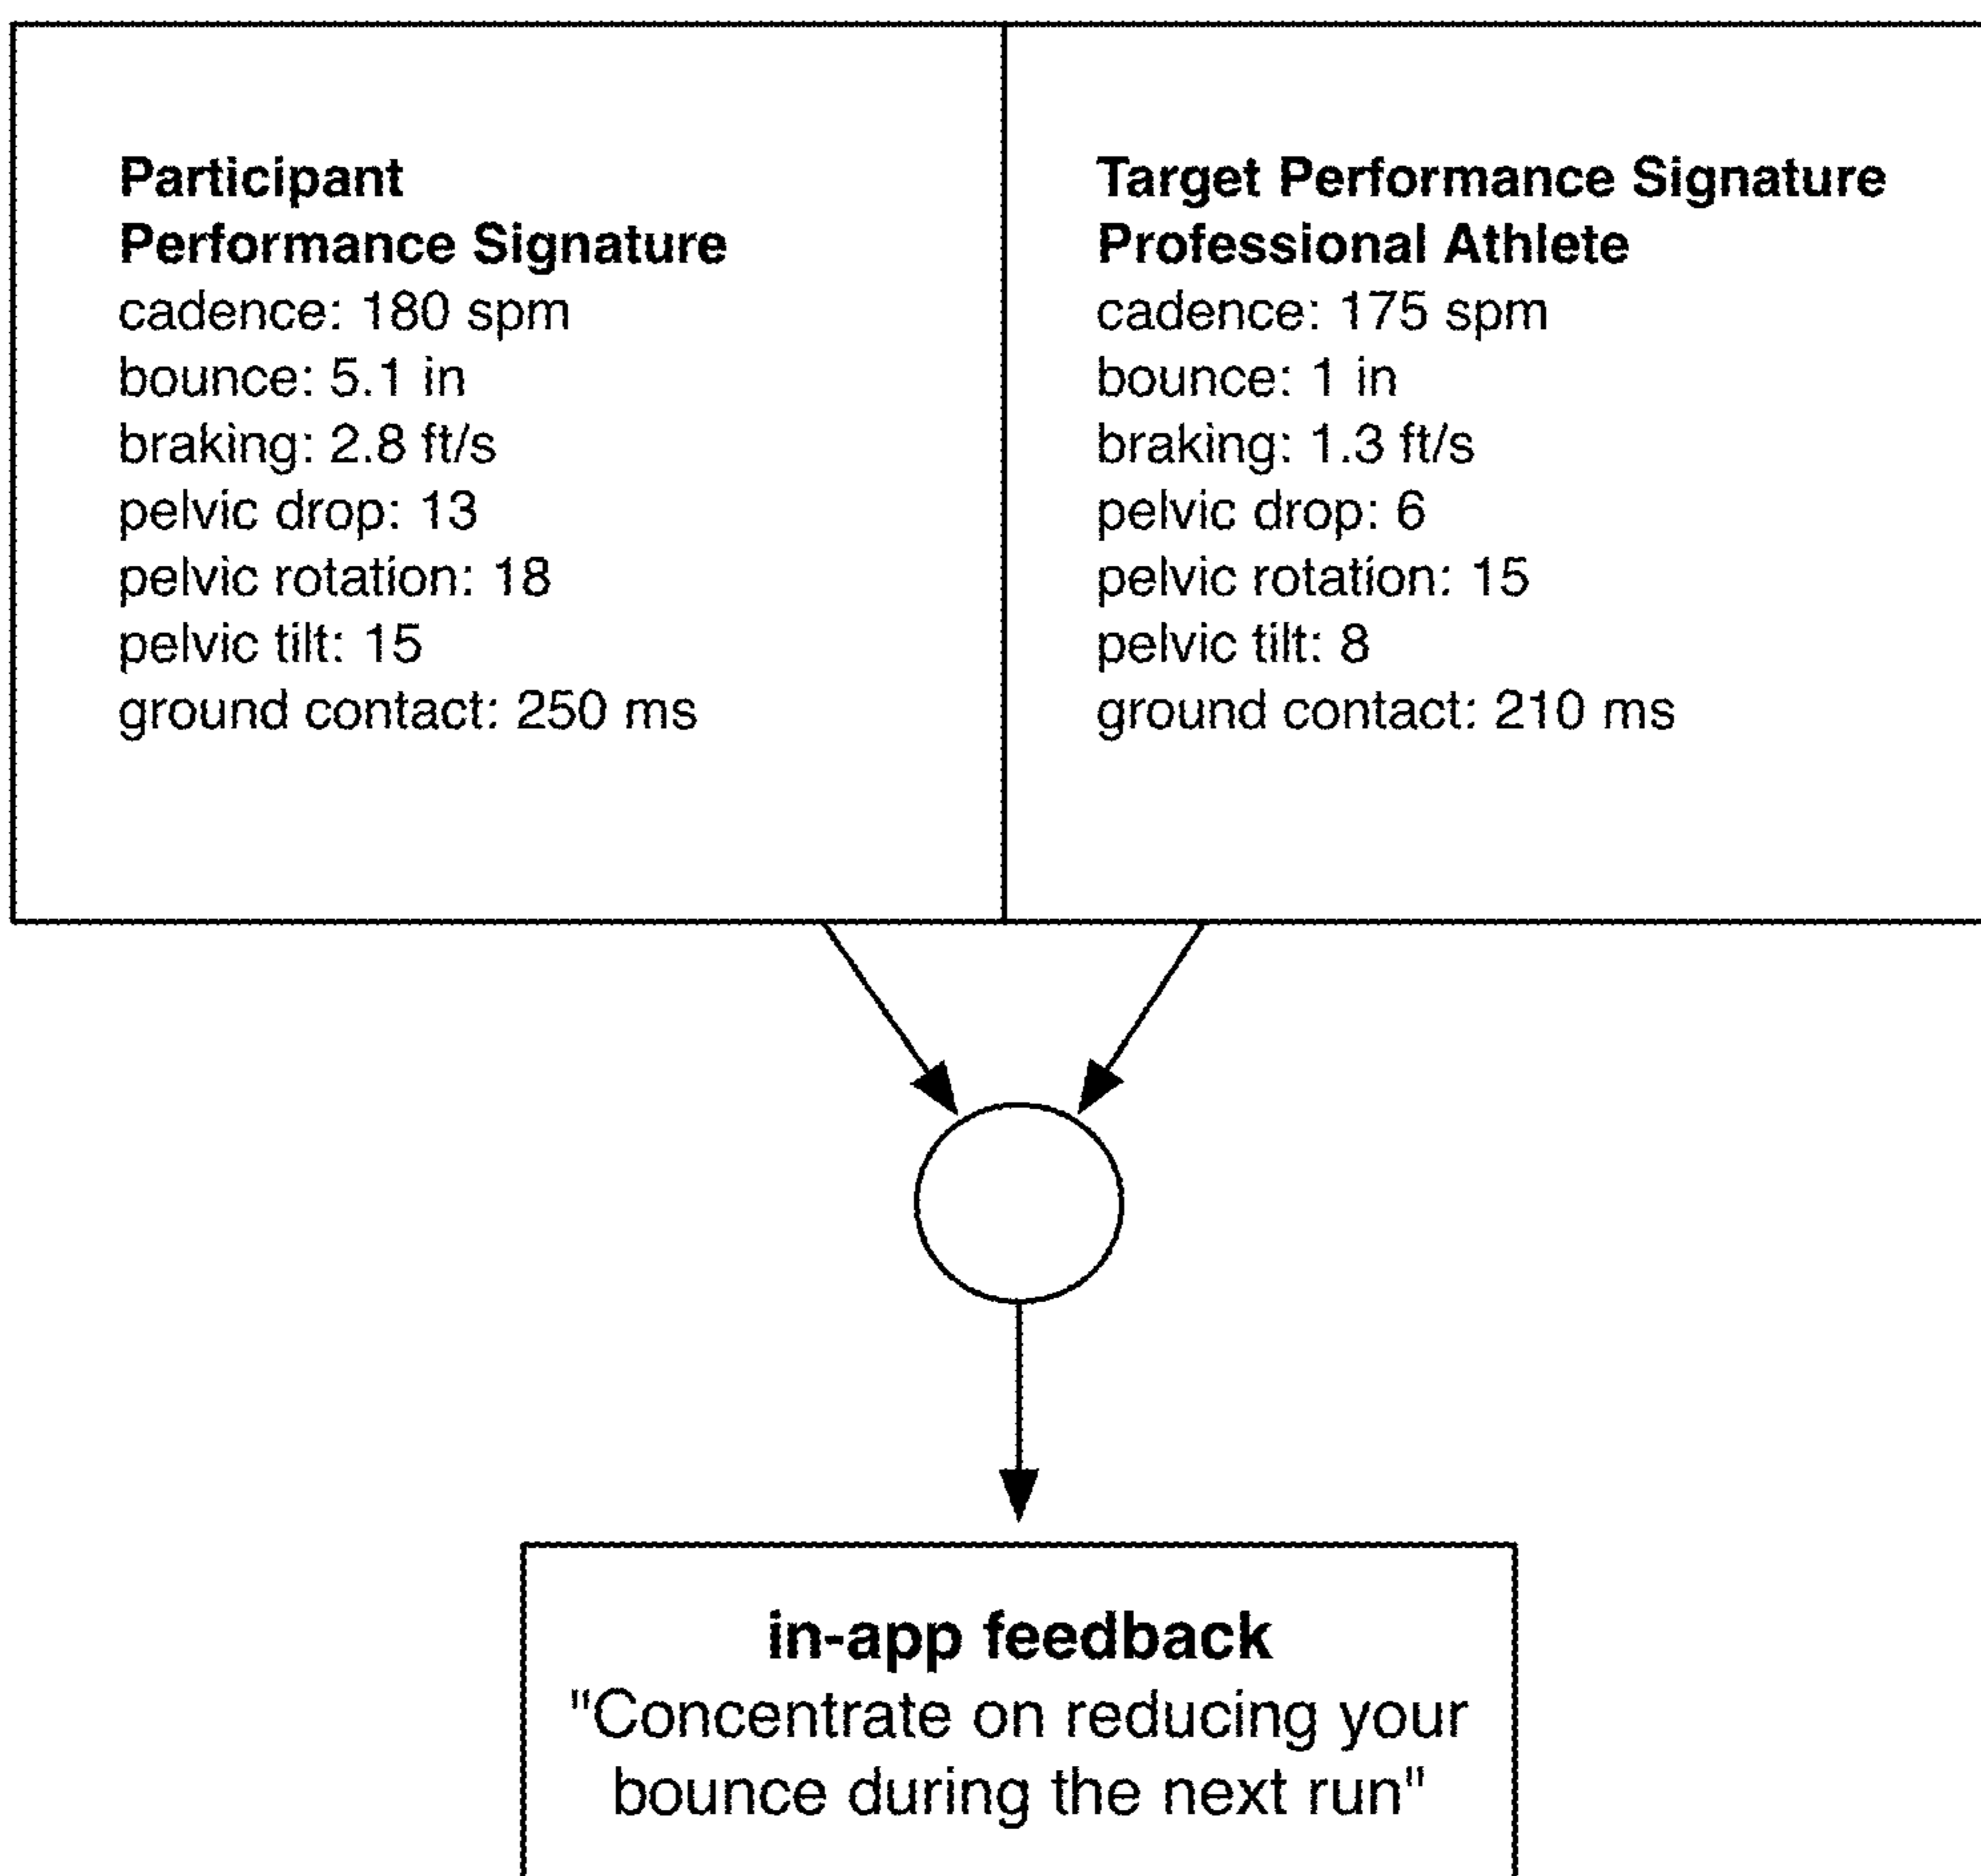 Participant
Performance Signature
cadence: 180 spm
bounce: 5.1 in
braking: 2.8 ft/s
pelvic drop: 13
pelvic rotation: 18
pelvic tilt: 15
ground contact: 250 ms
Target Performance Signature
Professional Athlete
cadence: 175 spm
bounce: 1 in
braking: 1.3 ft/s
pelvic drop: 6
pelvic rotation: 15
pelvic tilt: 8
ground contact: 210 ms
in-app feedback
"Concentrate on reducing your
bounce during the next run"